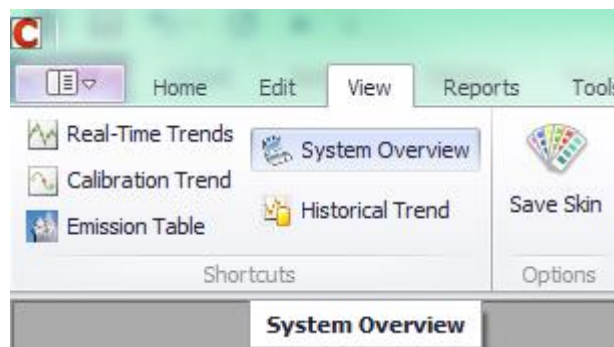 C
Home Edit View Reports Tools
Real-Time Trends
System Overview
Calibration Trend
Historical Trend
Emission Table
Save Skin
Shortcuts
Options
System Overview